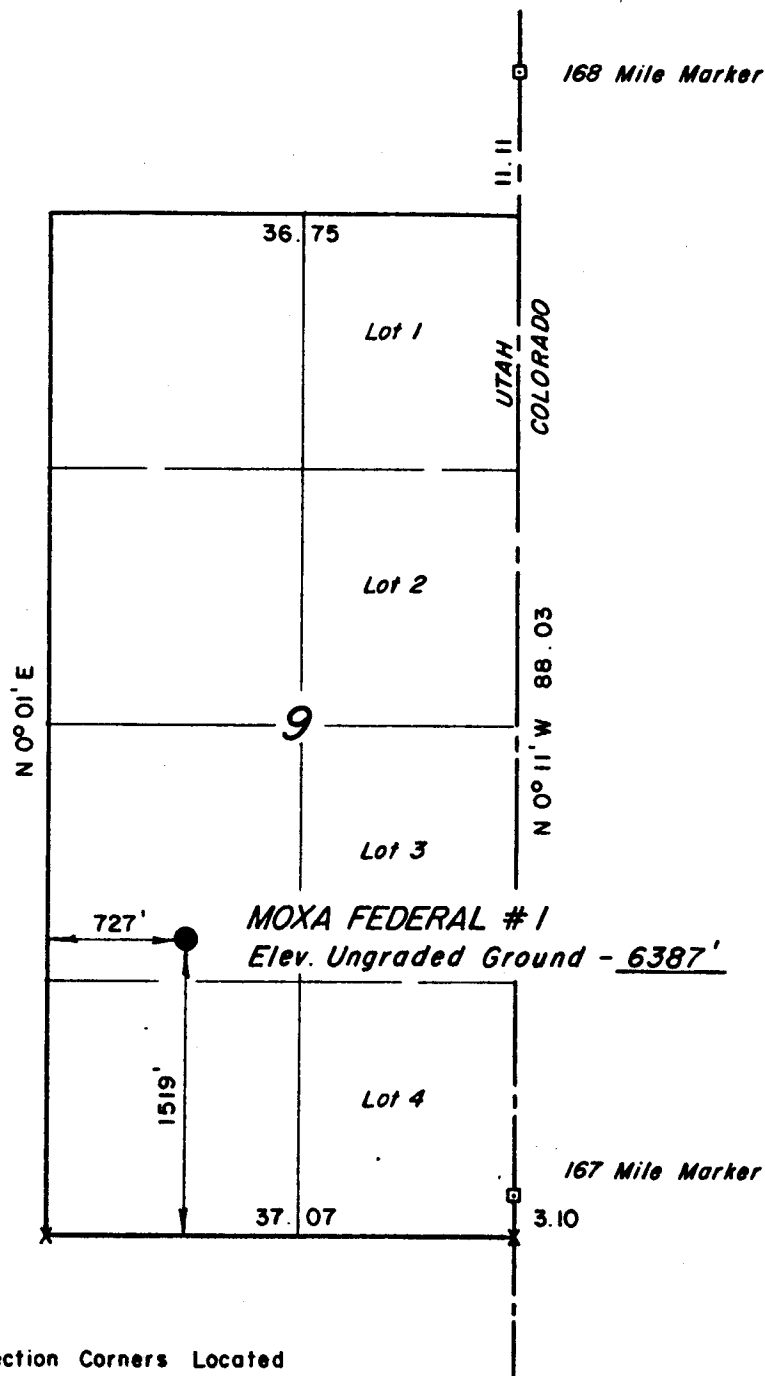 168 Mile Marker
11.11
36.75
Lot 1
UTAH
COLORADO
Lot 2
N 0° 01' E
9
N 0° 11' W 88.03
Lot 3
727'
MOXA FEDERAL #1
Elev. Ungraded Ground - 6387'
1519'
Lot 4
167 Mile Marker
37.07
3.10
ection Corners Located